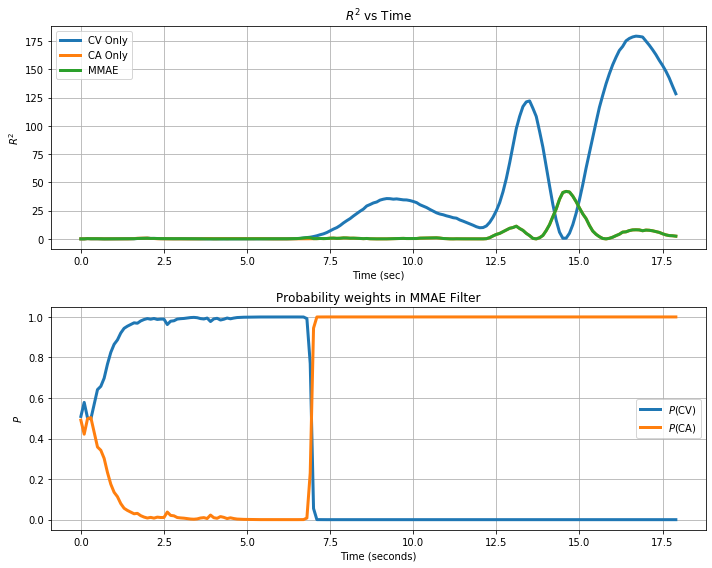 R² vs Time
CV Only
CA Only
MMAE
175
150
125
100
75
50
25
0
R²
0.0 2.5 5.0 7.5 10.0 12.5 15.0 17.5
Time (sec)
Probability weights in MMAE Filter
1.0
0.8
0.6
0.4
0.2
0.0
P
P(CV)
P(CA)
0.0 2.5 5.0 7.5 10.0 12.5 15.0 17.5
Time (seconds)